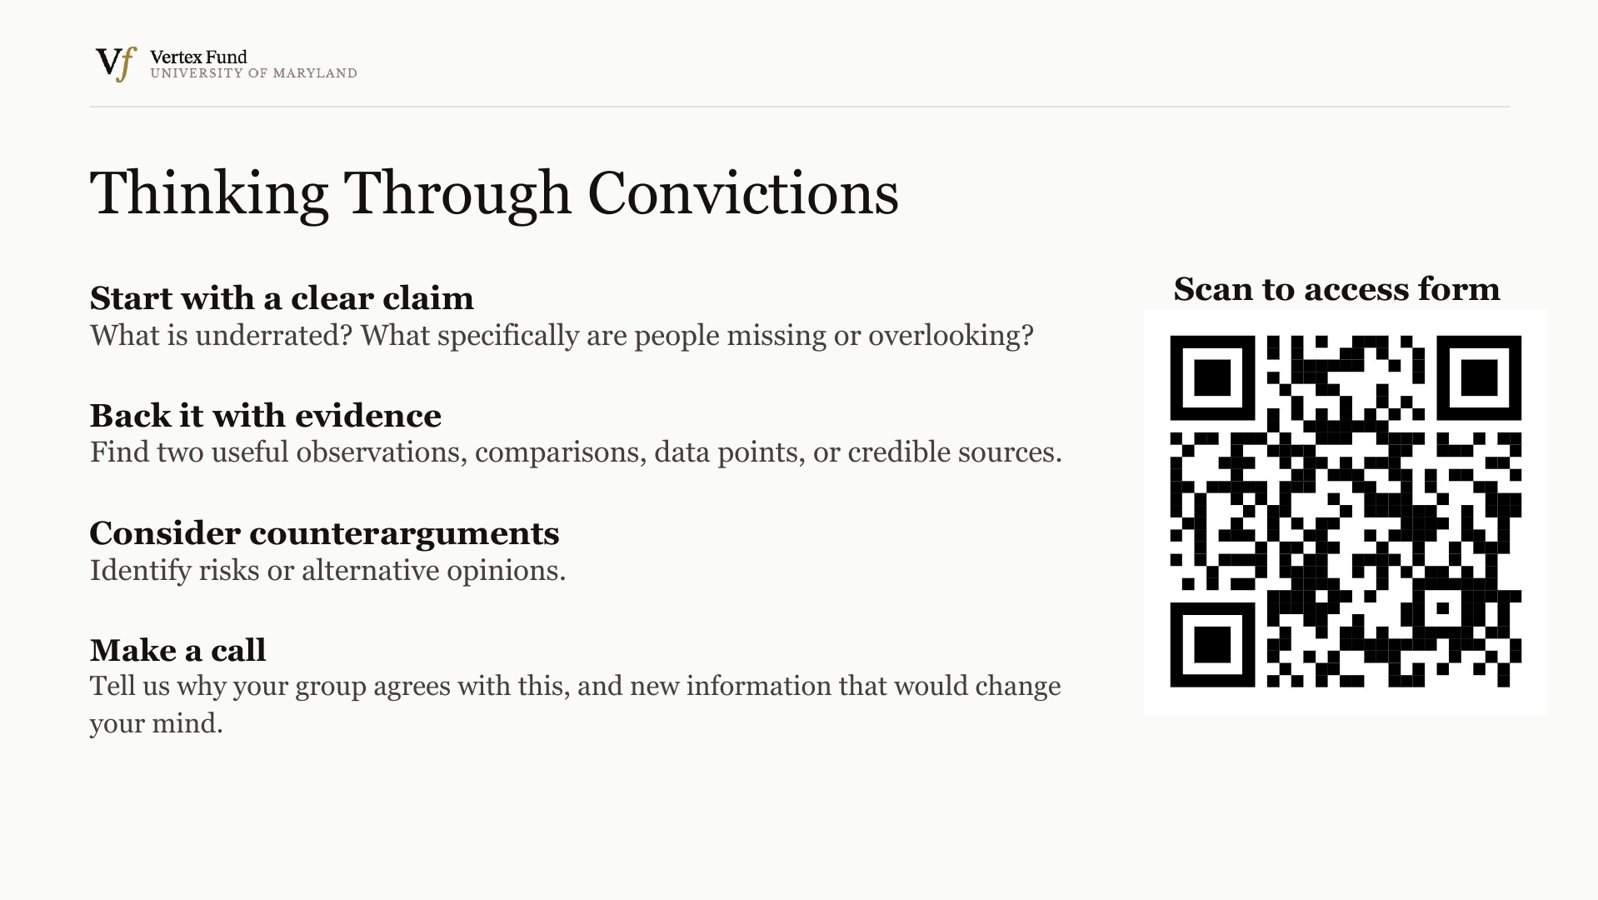 Vf
Vertex Fund
UNIVERSITY OF MARYLAND
Thinking Through Convictions
Start with a clear claim
What is underrated? What specifically are people missing or overlooking?
Back it with evidence
Find two useful observations, comparisons, data points, or credible sources.
Consider counterarguments
Identify risks or alternative opinions.
Make a call
Tell us why your group agrees with this, and new information that would change
your mind.
Scan to access form